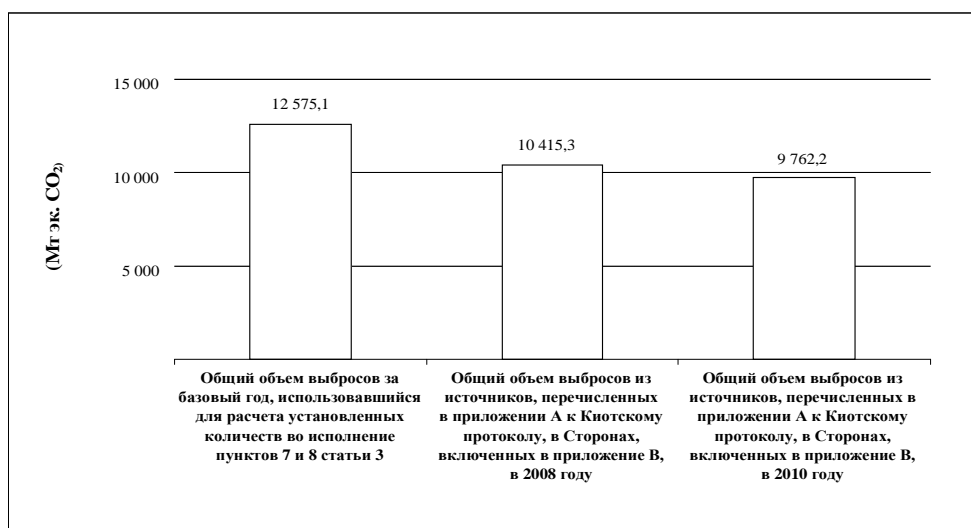 15 000
12 575,1
10 415,3
9 762,2
10 000
5 000
(Мт эк. CO₂)
Общий объем выбросов за
базовый год, использовавшийся
для расчета установленных
количеств во исполнение
пунктов 7 и 8 статьи 3
Общий объем выбросов из
источников, перечисленных
в приложении А к Киотскому
протоколу, в Сторонах,
включенных в приложение В,
в 2008 году
Общий объем выбросов из
источников, перечисленных в
приложении А к Киотскому
протоколу, в Сторонах,
включенных в приложение В,
в 2010 году